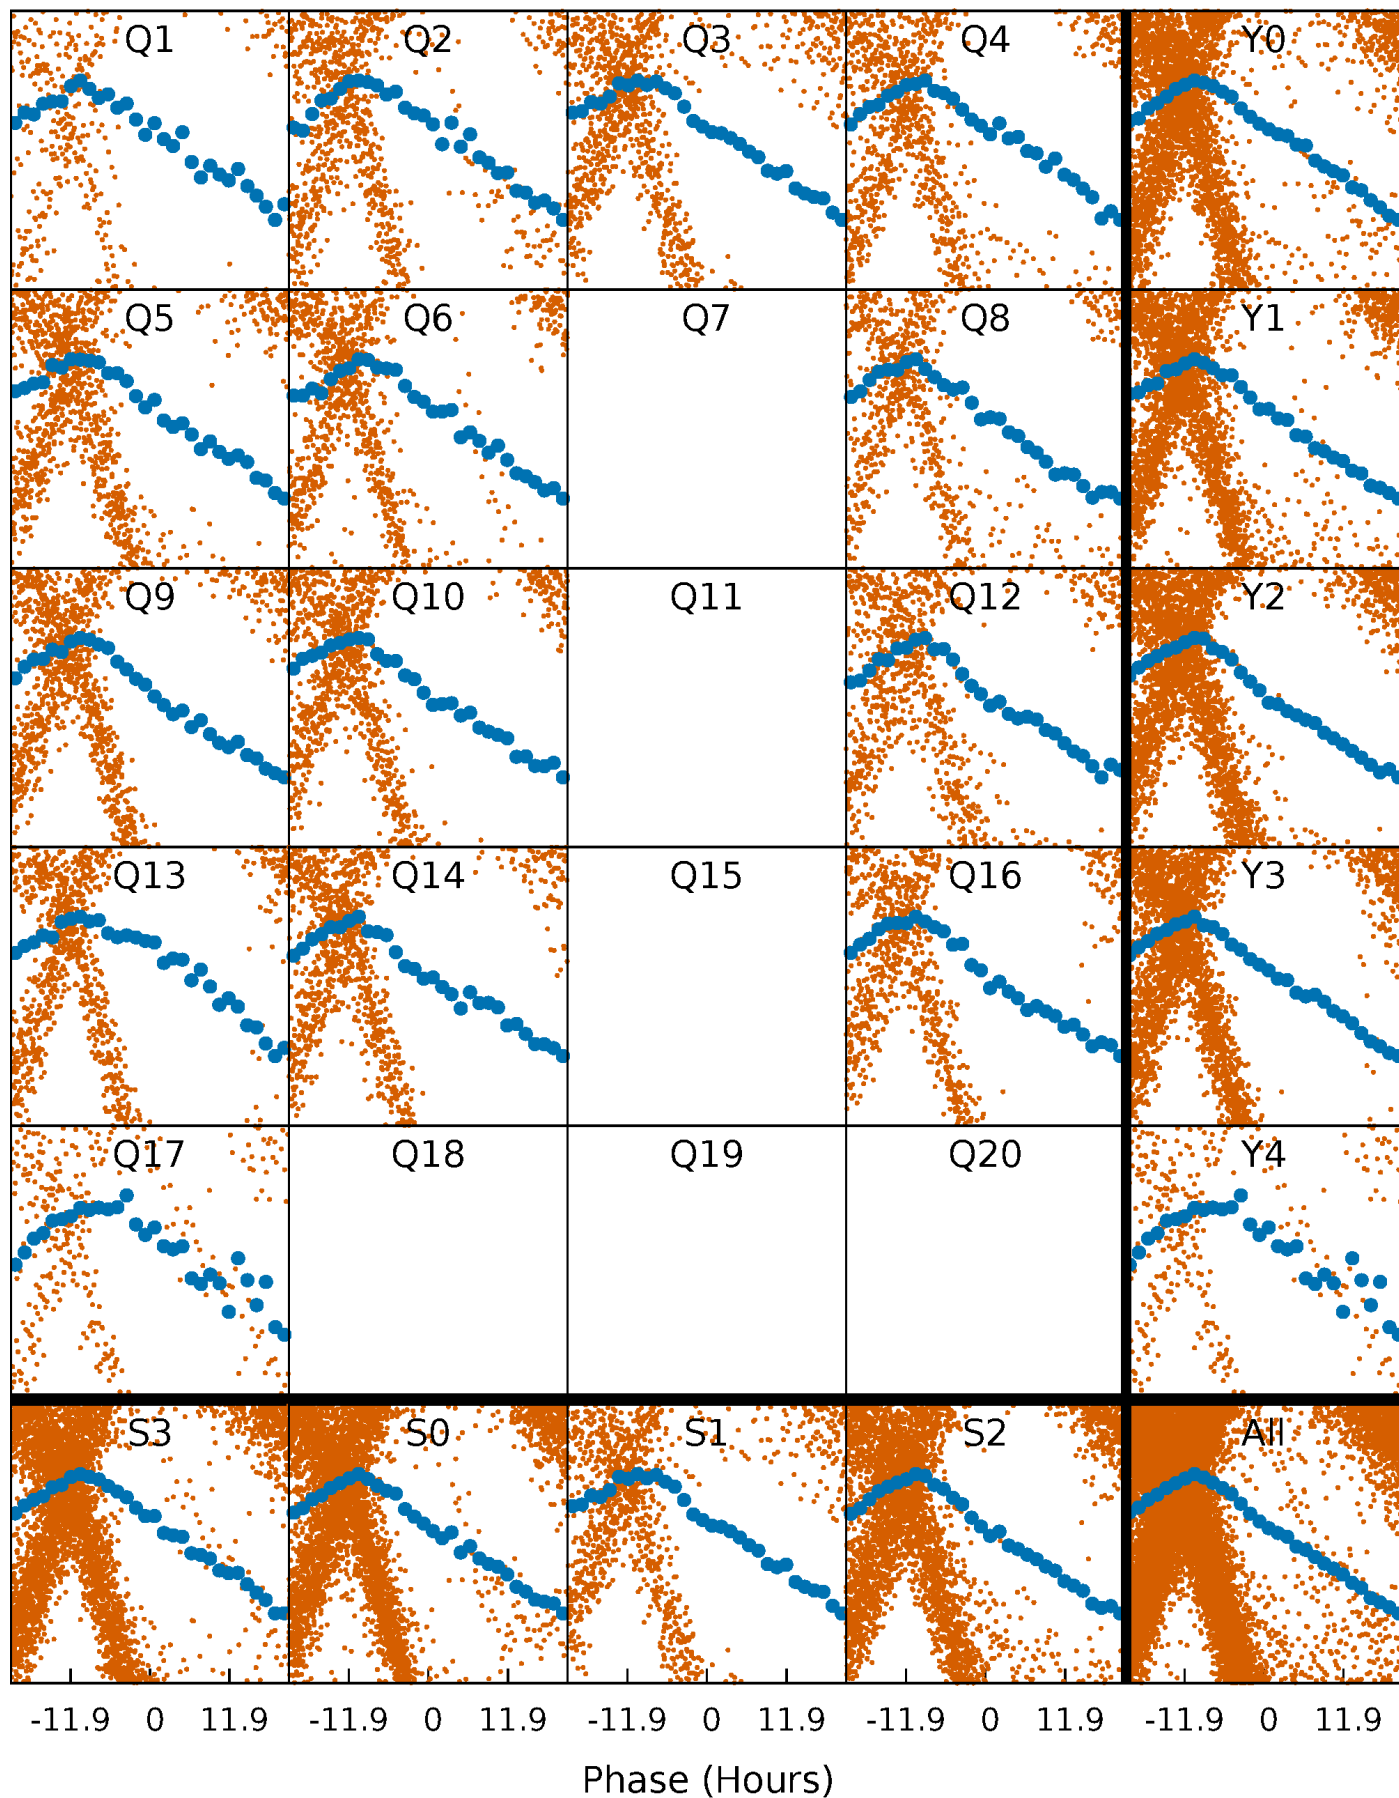 Q1 Q2 Q3 Q4 Y0
Q5 Q6 Q7 Q8 Y1
Q9 Q10 Q11 Q12 Y2
Q13 Q14 Q15 Q16 Y3
Q17 Q18 Q19 Q20 Y4
S3 S0 S1 S2 All
-11.9 0 11.9 -11.9 0 11.9 -11.9 0 11.9 -11.9 0 11.9 -11.9 0 11.9
Phase (Hours)